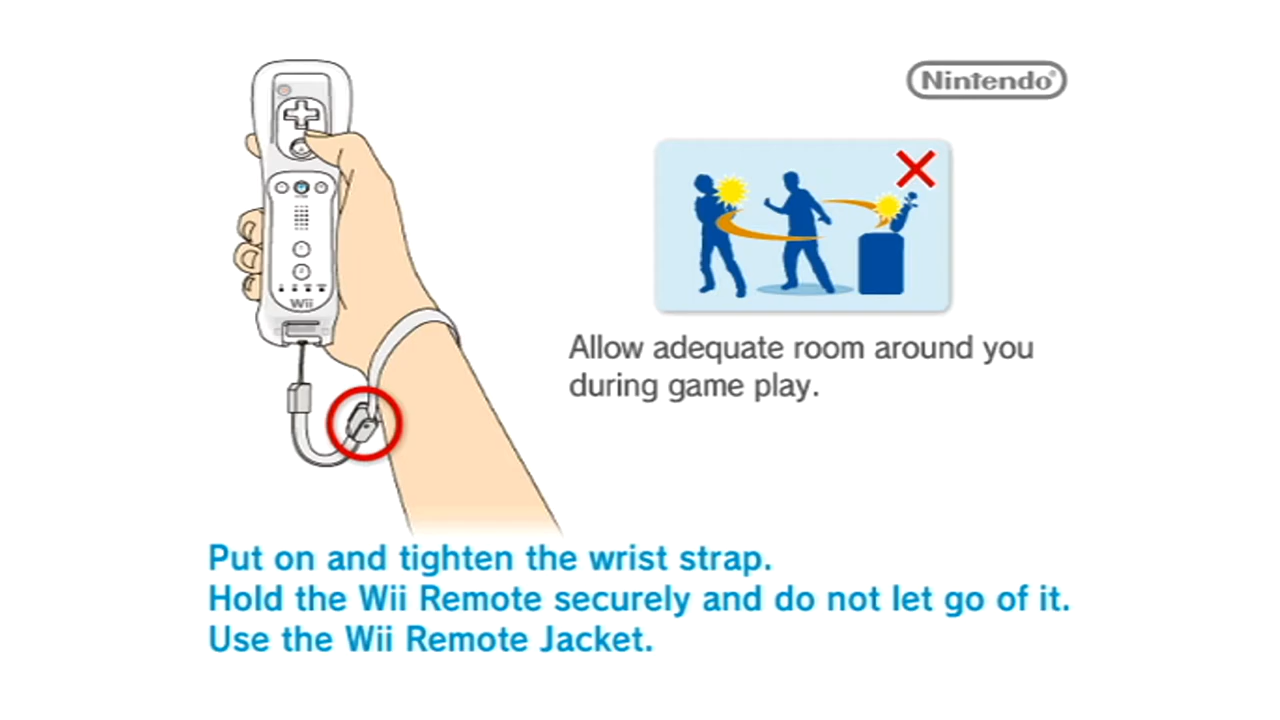 Nintendo®
Allow adequate room around you
during game play.
Wii
Put on and tighten the wrist strap.
Hold the Wii Remote securely and do not let go of it.
Use the Wii Remote Jacket.